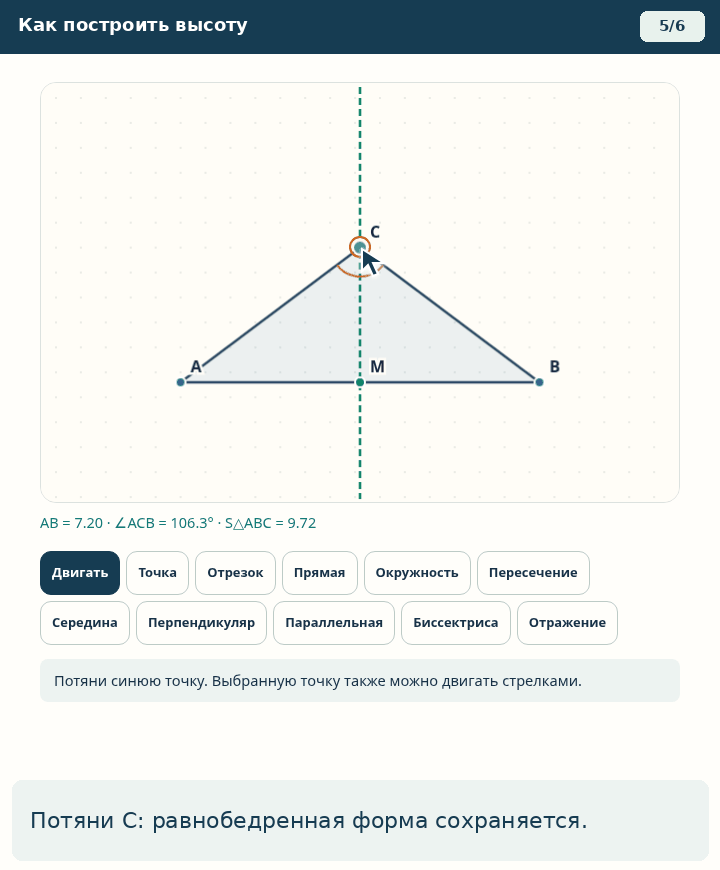 Как построить высоту
5/6
C
A
M
B
AB = 7.20 · ∠ACB = 106.3° · S△ABC = 9.72
Двигать
Точка
Отрезок
Прямая
Окружность
Пересечение
Середина
Перпендикуляр
Параллельная
Биссектриса
Отражение
Потяни синюю точку. Выбранную точку также можно двигать стрелками.
Потяни C: равнобедренная форма сохраняется.